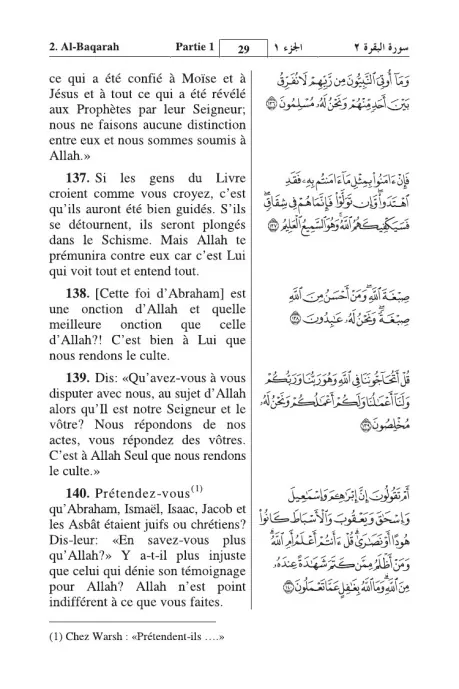 2. Al-Baqarah Partie 1 29 الجزء ١ سورة البقرة ٢
ce qui a été confié à Moïse et à
Jésus et à tout ce qui a été révélé
aux Prophètes par leur Seigneur;
nous ne faisons aucune distinction
entre eux et nous sommes soumis à
Allah.»
137. Si les gens du Livre
croient comme vous croyez, c’est
qu’ils auront été bien guidés. S’ils
se détournent, ils seront plongés
dans le Schisme. Mais Allah te
prémunira contre eux car c’est Lui
qui voit tout et entend tout.
138. [Cette foi d’Abraham] est
une onction d’Allah et quelle
meilleure onction que celle
d’Allah?! C’est bien à Lui que
nous rendons le culte.
139. Dis: «Qu’avez-vous à vous
disputer avec nous, au sujet d’Allah
alors qu’Il est notre Seigneur et le
vôtre? Nous répondons de nos
actes, vous répondez des vôtres.
C’est à Allah Seul que nous rendons
le culte.»
140. Prétendez-vous(1)
qu’Abraham, Ismaël, Isaac, Jacob et
les Asbât étaient juifs ou chrétiens?
Dis-leur: «En savez-vous plus
qu’Allah?» Y a-t-il plus injuste
que celui qui dénie son témoignage
pour Allah? Allah n’est point
indifférent à ce que vous faites.
وَمَآ أُوتِىَ ٱلنَّبِيُّونَ مِن رَّبِّهِمْ لَا نُفَرِّقُ
بَيْنَ أَحَدٍ مِّنْهُمْ وَنَحْنُ لَهُۥ مُسْلِمُونَ ١٣٦
فَإِنْ ءَامَنُوا۟ بِمِثْلِ مَآ ءَامَنتُم بِهِۦ فَقَدِ
ٱهْتَدَوا۟ وَّإِن تَوَلَّوْا۟ فَإِنَّمَا هُمْ فِى شِقَاقٍ
فَسَيَكْفِيكَهُمُ ٱللَّهُ وَهُوَ ٱلسَّمِيعُ ٱلْعَلِيمُ ١٣٧
صِبْغَةَ ٱللَّهِ وَمَنْ أَحْسَنُ مِنَ ٱللَّهِ
صِبْغَةً وَنَحْنُ لَهُۥ عَـٰبِدُونَ ١٣٨
قُلْ أَتُحَآجُّونَنَا فِى ٱللَّهِ وَهُوَ رَبُّنَا وَرَبُّكُمْ
وَلَنَآ أَعْمَـٰلُنَا وَلَكُمْ أَعْمَـٰلُكُمْ وَنَحْنُ لَهُۥ
مُخْلِصُونَ ١٣٩
أَمْ تَقُولُونَ إِنَّ إِبْرَٰهِـۧمَ وَإِسْمَـٰعِيلَ
وَإِسْحَـٰقَ وَيَعْقُوبَ وَٱلْأَسْبَاطَ كَانُوا۟
هُودًا أَوْ نَصَـٰرَىٰ قُلْ ءَأَنتُمْ أَعْلَمُ أَمِ ٱللَّهُ
وَمَنْ أَظْلَمُ مِمَّن كَتَمَ شَهَـٰدَةً عِندَهُۥ
مِنَ ٱللَّهِ وَمَا ٱللَّهُ بِغَـٰفِلٍ عَمَّا تَعْمَلُونَ ١٤٠
(1) Chez Warsh : «Prétendent-ils ….»